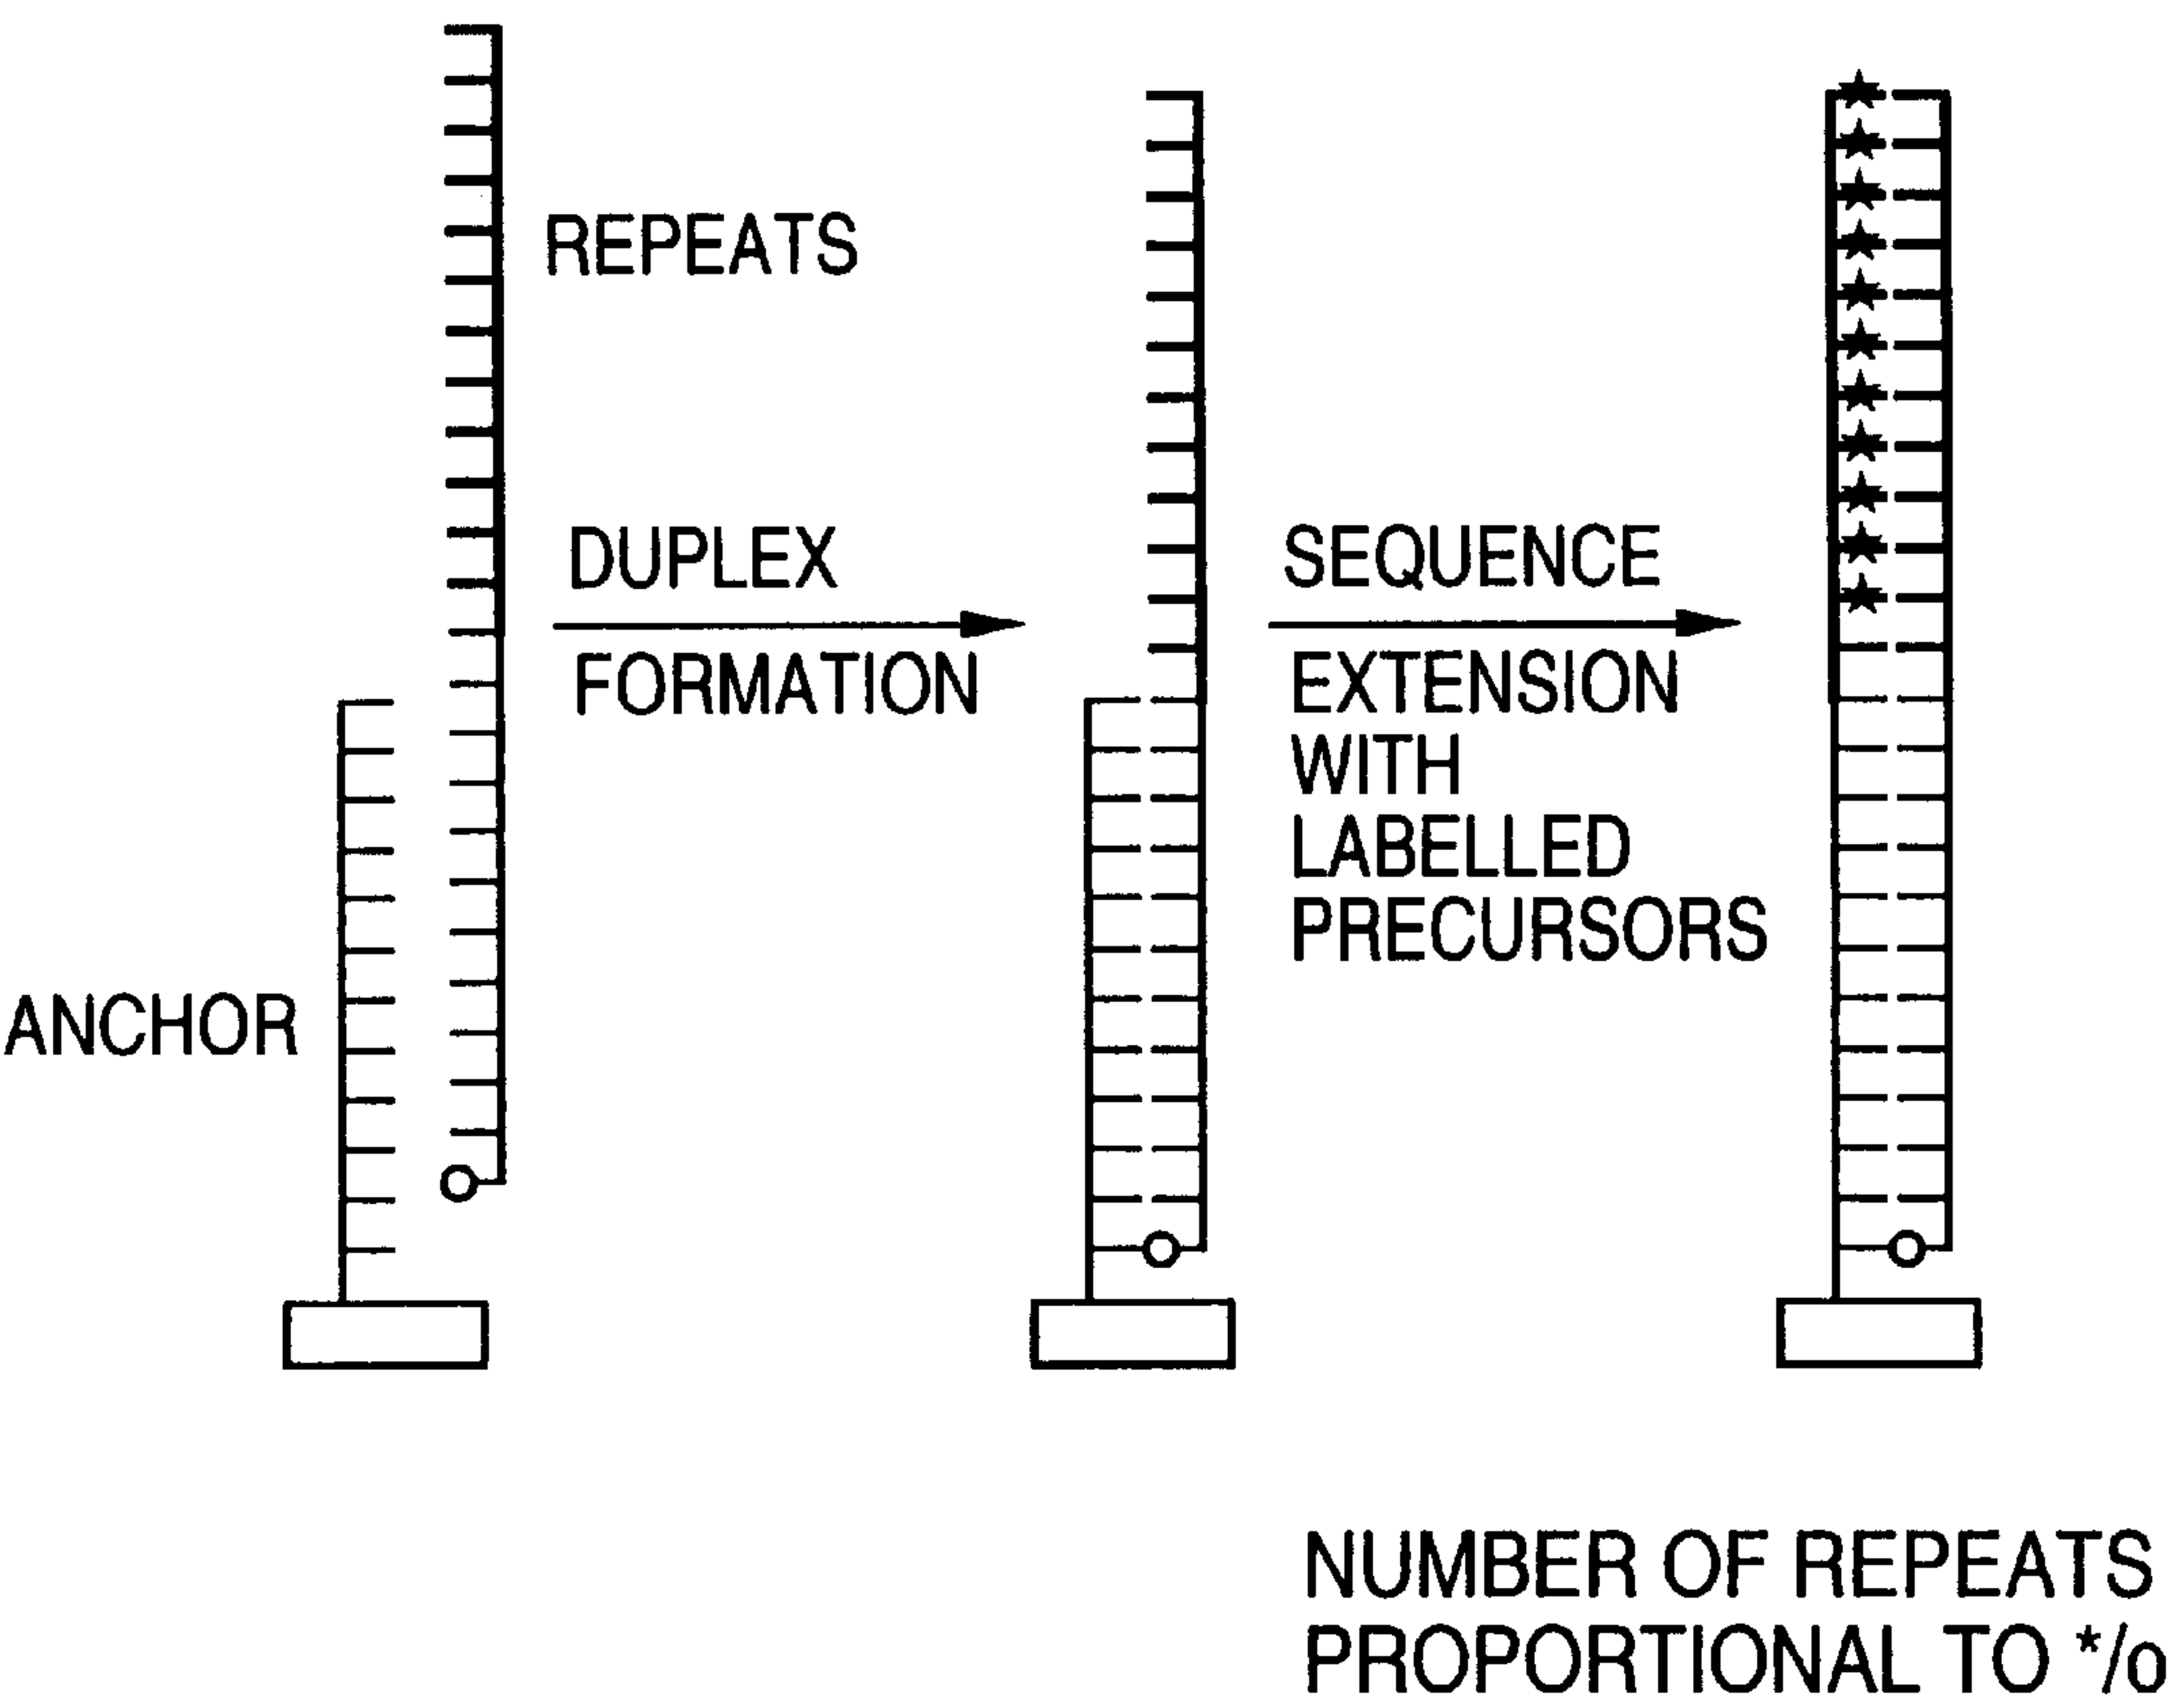 REPEATS
DUPLEX
FORMATION
SEQUENCE
EXTENSION
WITH
LABELLED
PRECURSORS
ANCHOR
NUMBER OF REPEATS
PROPORTIONAL TO */o